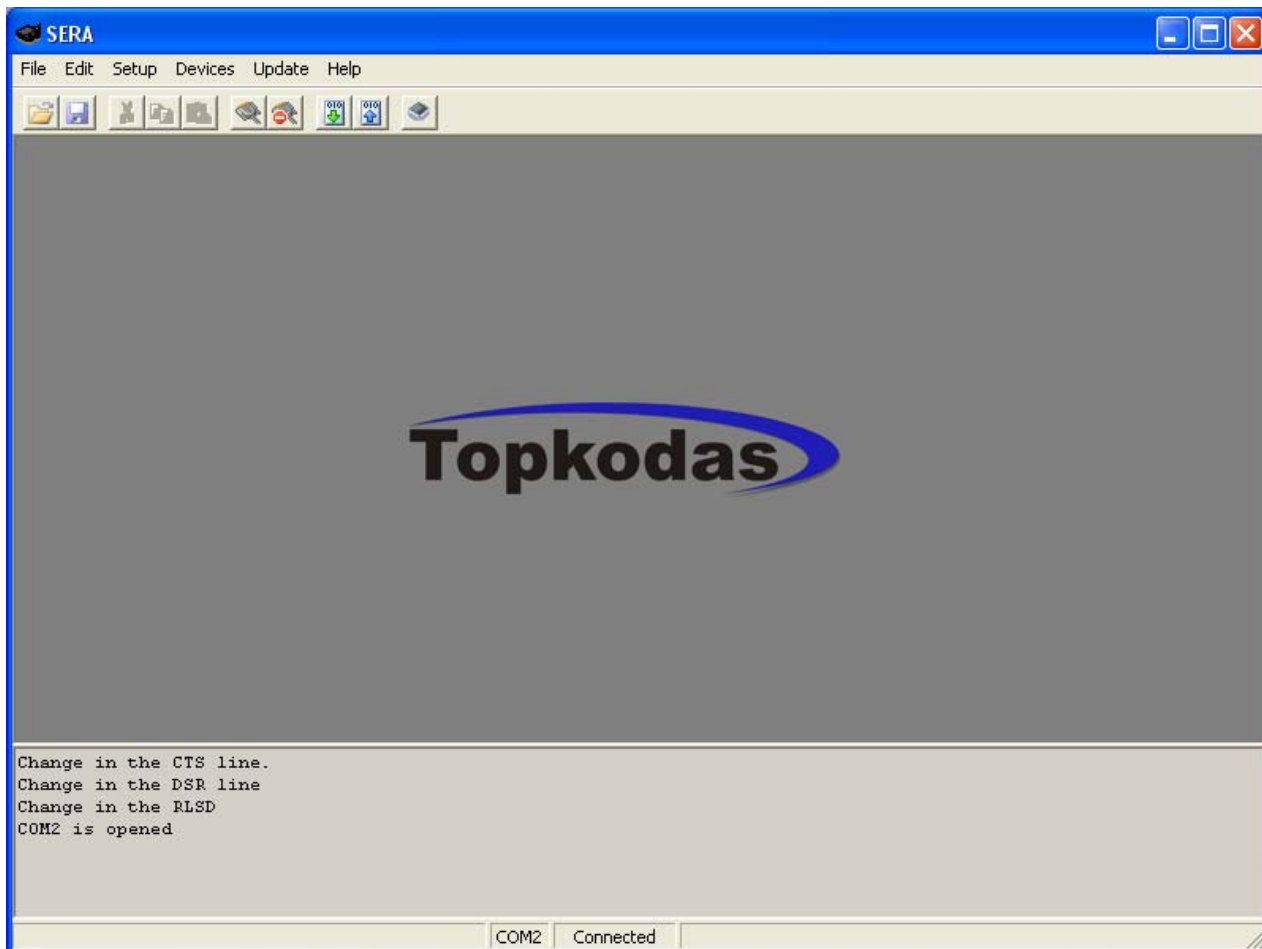 SERA
File Edit Setup Devices Update Help
Topkodas
Change in the CTS line.
Change in the DSR line
Change in the RLSD
COM2 is opened
COM2 Connected